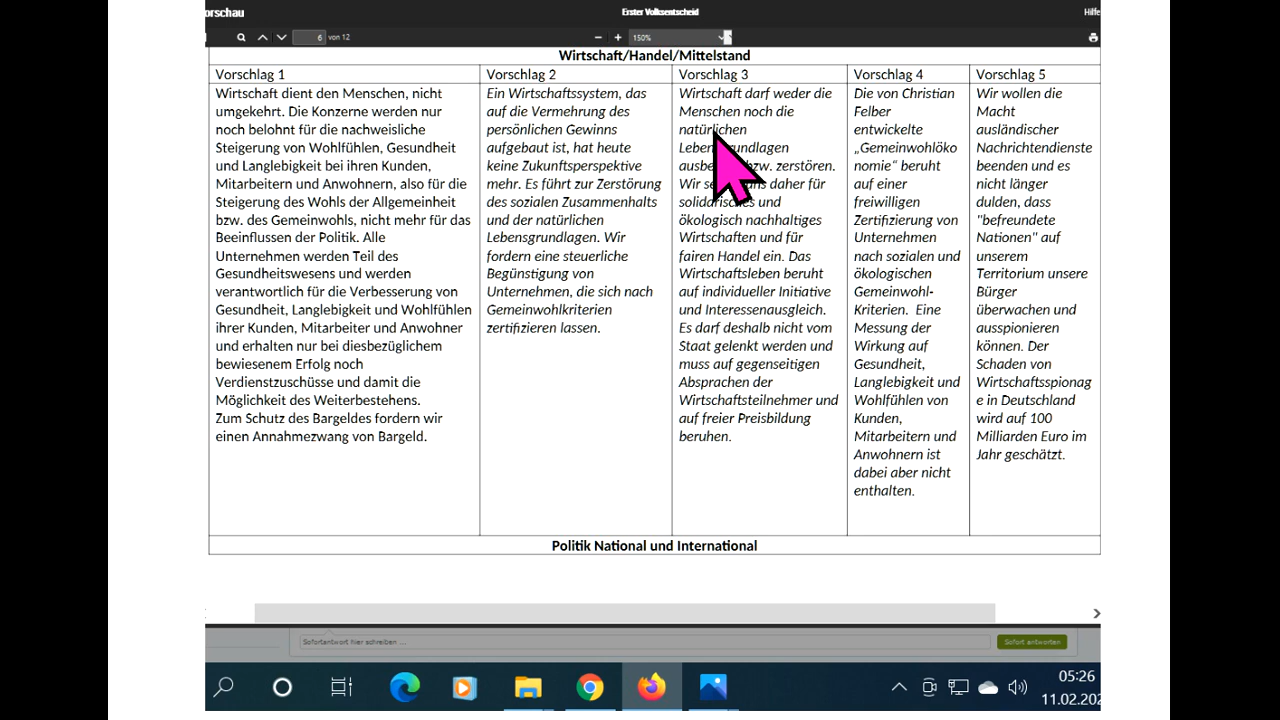 orschau
Erster Volksentscheid
Hilfe
6 von 12
150%
Wirtschaft/Handel/Mittelstand
Vorschlag 1
Wirtschaft dient den Menschen, nicht
umgekehrt. Die Konzerne werden nur
noch belohnt für die nachweisliche
Steigerung von Wohlfühlen, Gesundheit
und Langlebigkeit bei ihren Kunden,
Mitarbeitern und Anwohnern, also für die
Steigerung des Wohls der Allgemeinheit
bzw. des Gemeinwohls, nicht mehr für das
Beeinflussen der Politik. Alle
Unternehmen werden Teil des
Gesundheitswesens und werden
verantwortlich für die Verbesserung von
Gesundheit, Langlebigkeit und Wohlfühlen
ihrer Kunden, Mitarbeiter und Anwohner
und erhalten nur bei diesbezüglichem
bewiesenem Erfolg noch
Verdienstzuschüsse und damit die
Möglichkeit des Weiterbestehens.
Zum Schutz des Bargeldes fordern wir
einen Annahmezwang von Bargeld.
Vorschlag 2
Ein Wirtschaftssystem, das
auf die Vermehrung des
persönlichen Gewinns
aufgebaut ist, hat heute
keine Zukunftsperspektive
mehr. Es führt zur Zerstörung
des sozialen Zusammenhalts
und der natürlichen
Lebensgrundlagen. Wir
fordern eine steuerliche
Begünstigung von
Unternehmen, die sich nach
Gemeinwohlkriterien
zertifizieren lassen.
Vorschlag 3
Wirtschaft darf weder die
Menschen noch die
natürlichen
Lebensgrundlagen
bzw. zerstören.
Wir daher für
solidarisches und
ökologisch nachhaltiges
Wirtschaften und für
fairen Handel ein. Das
Wirtschaftsleben beruht
auf individueller Initiative
und Interessenausgleich.
Es darf deshalb nicht vom
Staat gelenkt werden und
muss auf gegenseitigen
Absprachen der
Wirtschaftsteilnehmer und
auf freier Preisbildung
beruhen.
Vorschlag 4
Die von Christian
Felber
entwickelte
„Gemeinwohlöko
nomie“ beruht
auf einer
freiwilligen
Zertifizierung von
Unternehmen
nach sozialen und
ökologischen
Gemeinwohl-
Kriterien. Eine
Messung der
Wirkung auf
Gesundheit,
Langlebigkeit und
Wohlfühlen von
Kunden,
Mitarbeitern und
Anwohnern ist
dabei aber nicht
enthalten.
Vorschlag 5
Wir wollen die
Macht
ausländischer
Nachrichtendienste
beenden und es
nicht länger
dulden, dass
"befreundete
Nationen" auf
unserem
Territorium unsere
Bürger
überwachen und
ausspionieren
können. Der
Schaden von
Wirtschaftsspionag
e in Deutschland
wird auf 100
Milliarden Euro im
Jahr geschätzt.
Politik National und International
Sofortantwort hier schreiben ...
Sofort antworten
05:26
11.02.202